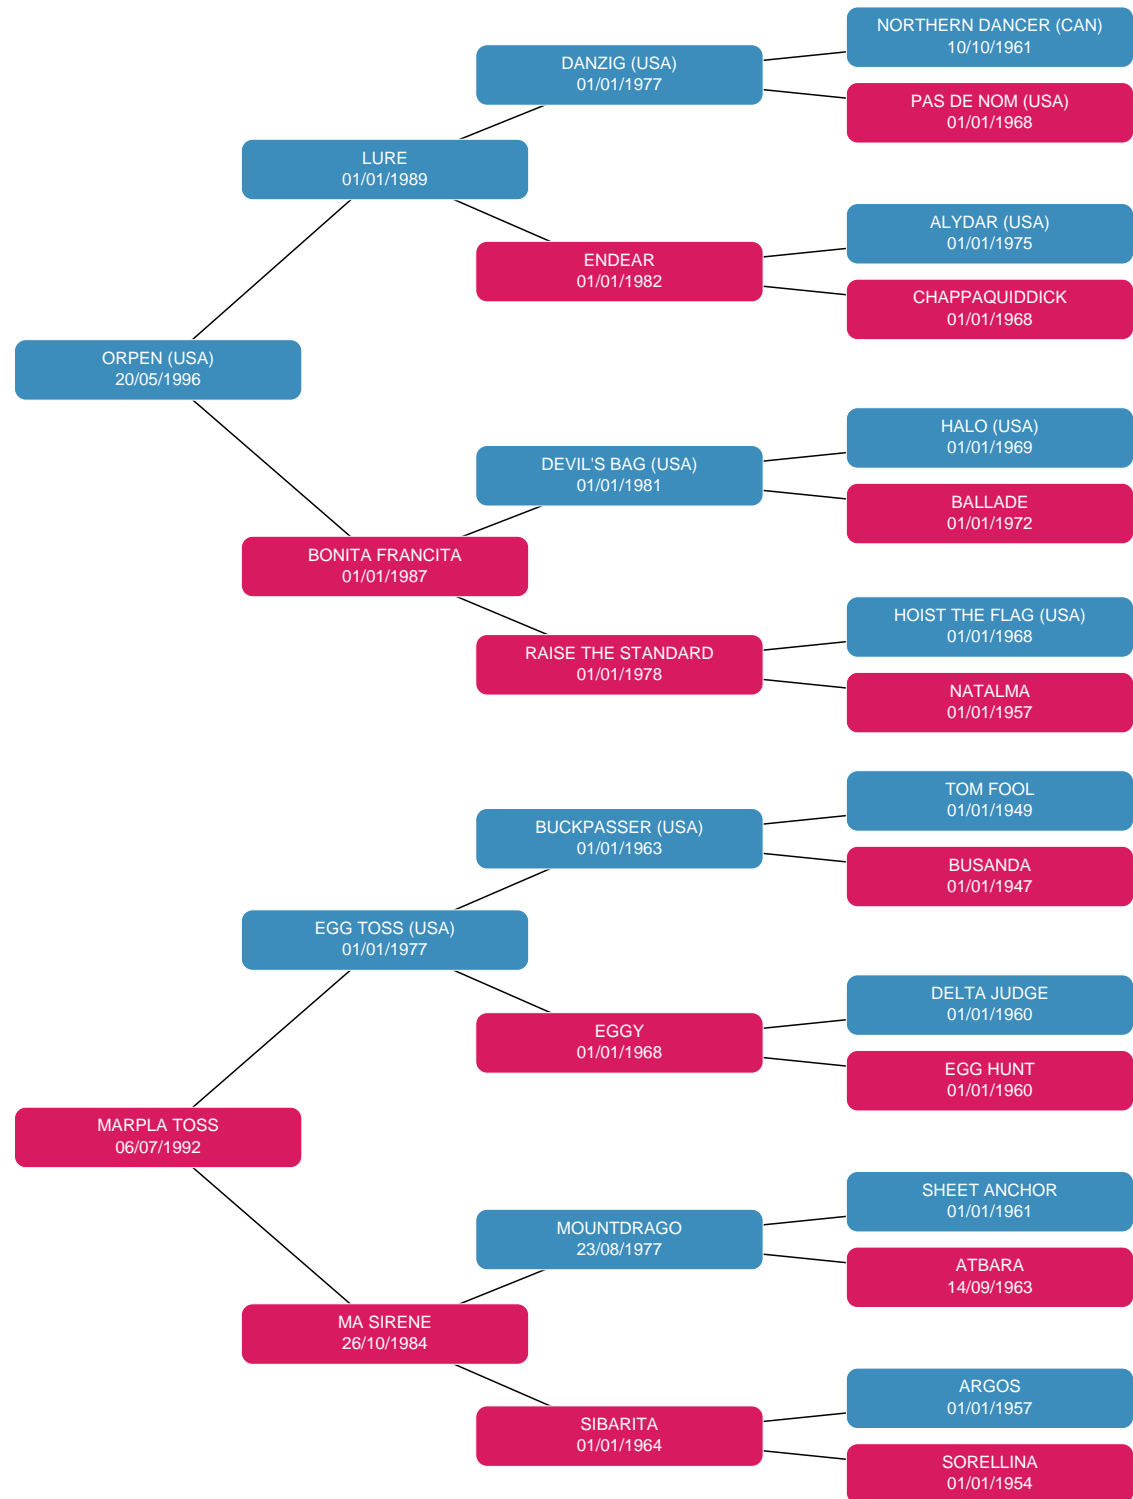 NORTHERN DANCER (CAN)
10/10/1961
DANZIG (USA)
01/01/1977
PAS DE NOM (USA)
01/01/1968
LURE
01/01/1989
ALYDAR (USA)
01/01/1975
ENDEAR
01/01/1982
CHAPPAQUIDDICK
01/01/1968
ORPEN (USA)
20/05/1996
HALO (USA)
01/01/1969
DEVIL'S BAG (USA)
01/01/1981
BALLADE
01/01/1972
BONITA FRANCITA
01/01/1987
HOIST THE FLAG (USA)
01/01/1968
RAISE THE STANDARD
01/01/1978
NATALMA
01/01/1957
TOM FOOL
01/01/1949
BUCKPASSER (USA)
01/01/1963
BUSANDA
01/01/1947
EGG TOSS (USA)
01/01/1977
DELTA JUDGE
01/01/1960
EGGY
01/01/1968
EGG HUNT
01/01/1960
MARPLA TOSS
06/07/1992
SHEET ANCHOR
01/01/1961
MOUNTDRAGO
23/08/1977
ATBARA
14/09/1963
MA SIRENE
26/10/1984
ARGOS
01/01/1957
SIBARITA
01/01/1964
SORELLINA
01/01/1954